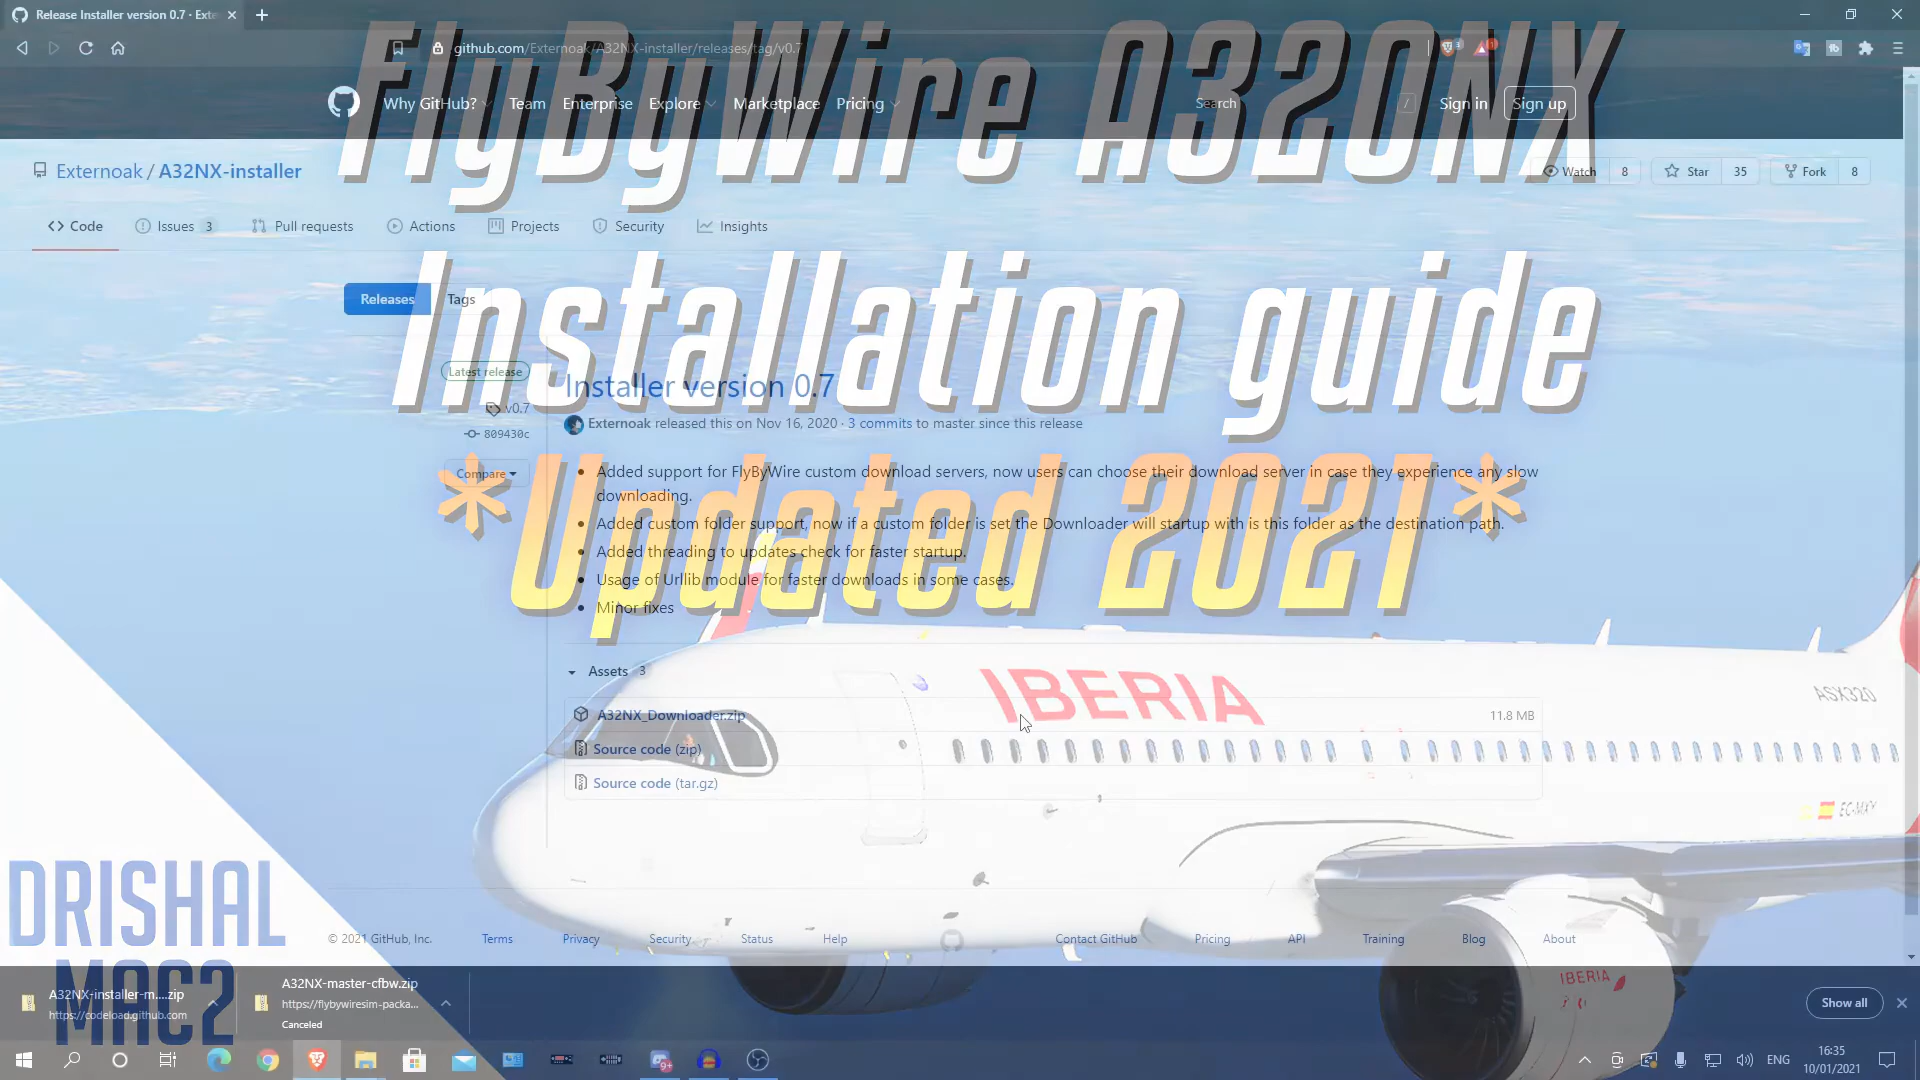 Release Installer version 0.7 · Exte
github.com/Externoak/A32NX-installer/releases/tag/v0.7
FlyByWire A320NX
Why GitHub? Team Enterprise Explore Marketplace Pricing Search / Sign in Sign up
Externoak / A32NX-installer
Watch 8 Star 35 Fork 8
Code Issues 3 Pull requests Actions Projects Security Insights
Installation guide
Releases Tags
Latest release
v0.7
809430c
Compare
Installer version 0.7
Externoak released this on Nov 16, 2020 · 3 commits to master since this release
*Updated 2021*
Added support for FlyByWire custom download servers, now users can choose their download server in case they experience any slow
downloading.
Added custom folder support, now if a custom folder is set the Downloader will startup with is this folder as the destination path.
Added threading to updates check for faster startup.
Usage of Urllib module for faster downloads in some cases.
Minor fixes
Assets 3
A32NX_Downloader.zip 11.8 MB
Source code (zip)
Source code (tar.gz)
IBERIA
ASX320
EC-MXY
DRISHAL
MAC2
© 2021 GitHub, Inc. Terms Privacy Security Status Help Contact GitHub Pricing API Training Blog About
IBERIA
A32NX-installer-m....zip
https://codeload.github.com
A32NX-master-cfbw.zip
https://flybywiresim-packa...
Canceled
Show all
9+
ENG
16:35
10/01/2021